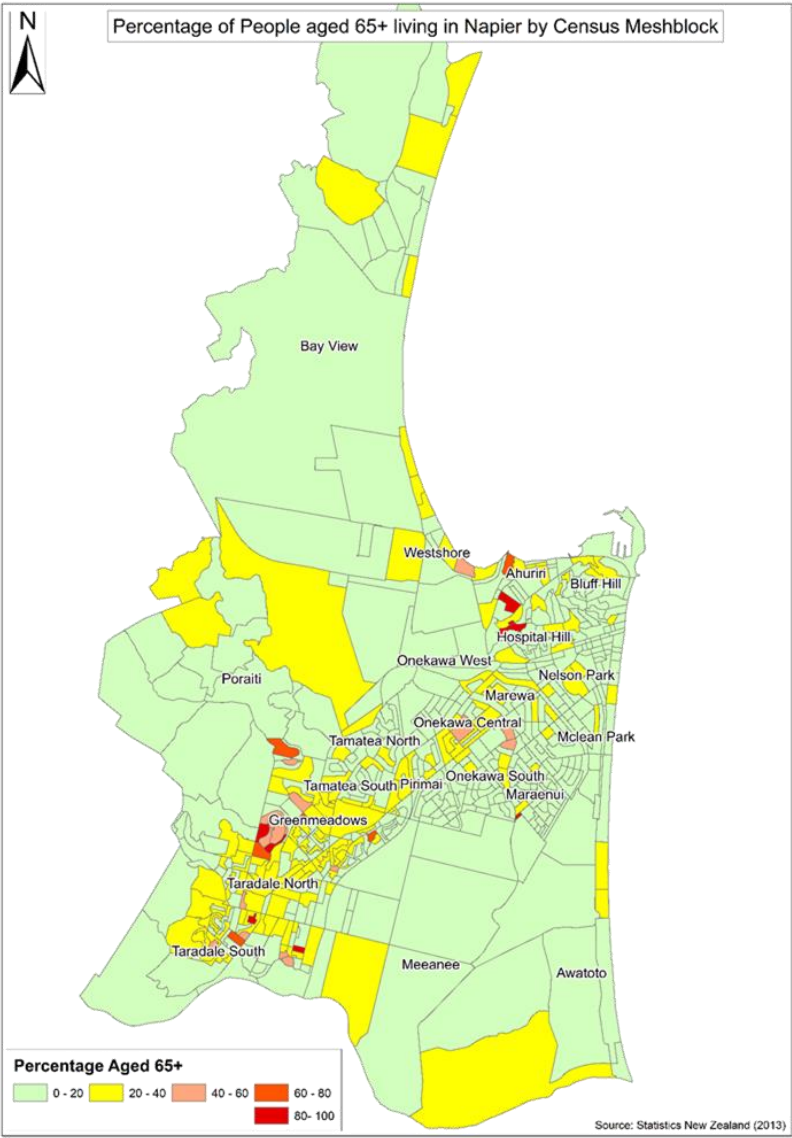 Percentage of People aged 65+ living in Napier by Census Meshblock
N
Bay View
Westshore
Ahuriri
Bluff Hill
Hospital Hill
Onekawa West
Nelson Park
Poraiti
Marewa
Onekawa Central
Mclean Park
Tamatea North
Onekawa South
Tamatea South
Pirimai
Maraenui
Greenmeadows
Taradale North
Taradale South
Meeanee
Awatoto
Percentage Aged 65+
0 - 20
20 - 40
40 - 60
60 - 80
80- 100
Source: Statistics New Zealand (2013)